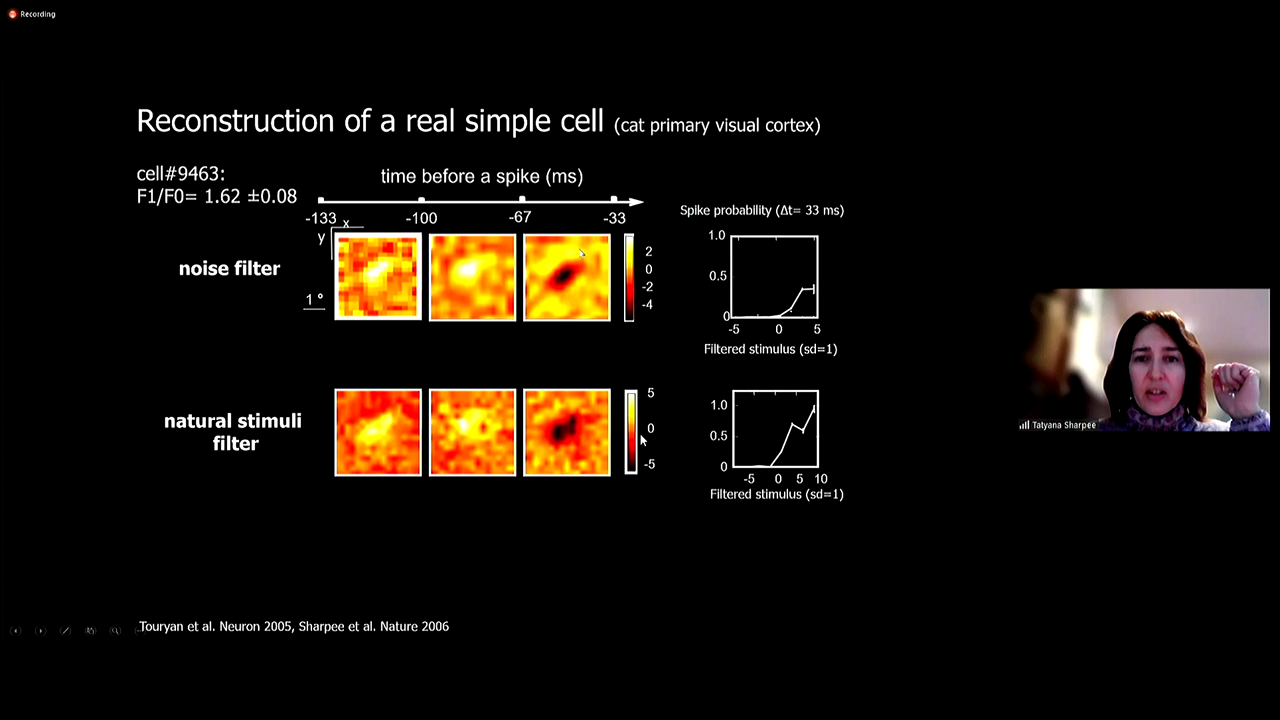 Recording
Reconstruction of a real simple cell (cat primary visual cortex)
cell#9463:
F1/F0= 1.62 ±0.08
time before a spike (ms)
-133 -100 -67 -33
x
y
noise filter
1 °
2
0
-2
-4
Spike probability (Δt= 33 ms)
1.0
0.5
0
-5 0 5
Filtered stimulus (sd=1)
natural stimuli
filter
5
0
-5
1.0
0.5
0
-5 0 5 10
Filtered stimulus (sd=1)
Tatyana Sharpee
Touryan et al. Neuron 2005, Sharpee et al. Nature 2006